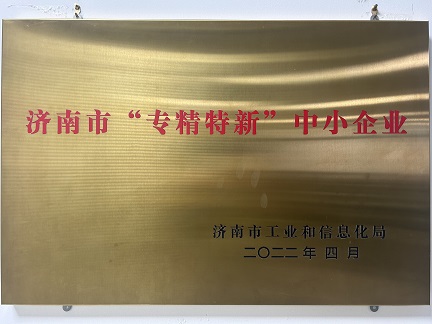 济南市“专精特新”中小企业
济南市工业和信息化局
二〇二二年四月